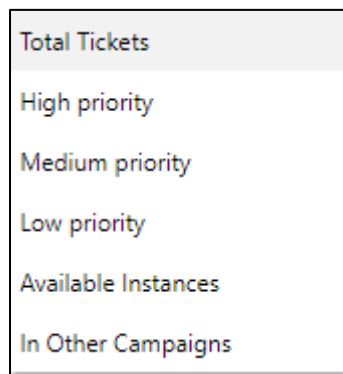 Total Tickets
High priority
Medium priority
Low priority
Available Instances
In Other Campaigns